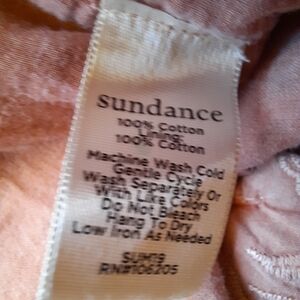 sundance
100% Cotton
Lining:
100% Cotton
Machine Wash Cold
Gentle Cycle
Wash Separately Or
With Like Colors
Do Not Bleach
Hang To Dry
Low Iron As Needed
SUM19
RN#106205